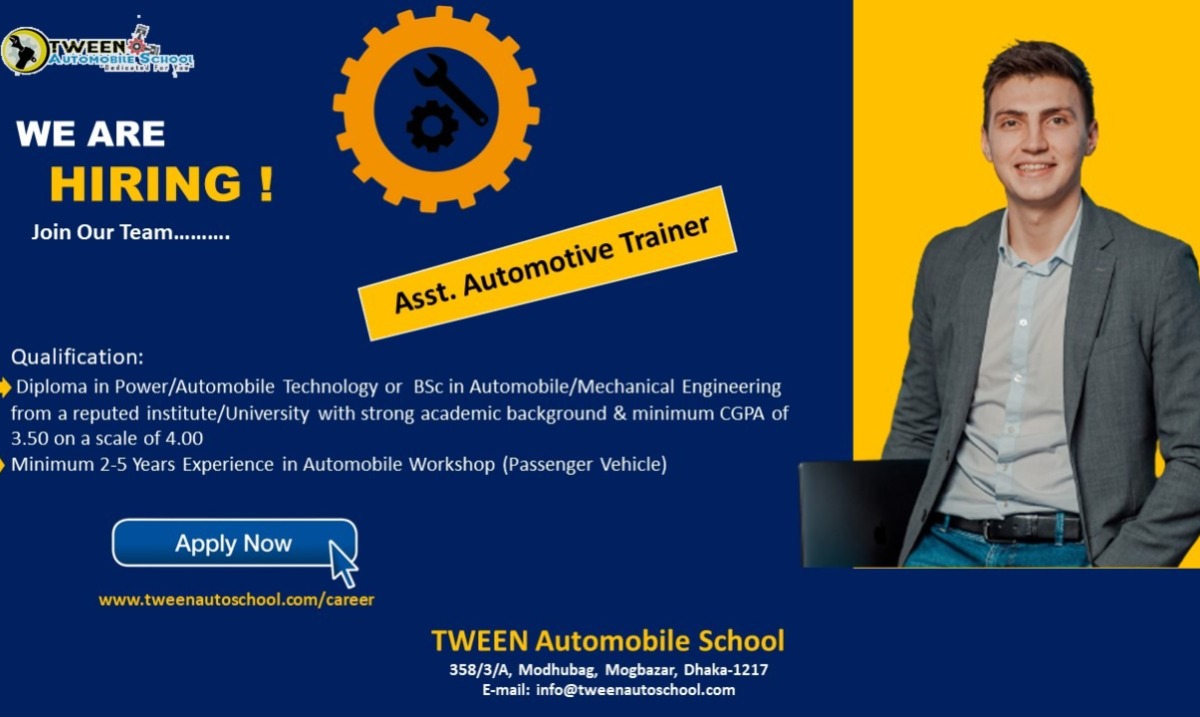 TWEEN
AUTOMOBILE SCHOOL
Dedicated For You
WE ARE
HIRING !
Join Our Team..........
Asst. Automotive Trainer
Qualification:
Diploma in Power/Automobile Technology or BSc in Automobile/Mechanical Engineering
from a reputed institute/University with strong academic background & minimum CGPA of
3.50 on a scale of 4.00
Minimum 2-5 Years Experience in Automobile Workshop (Passenger Vehicle)
Apply Now
www.tweenautoschool.com/career
TWEEN Automobile School
358/3/A, Modhubag, Mogbazar, Dhaka-1217
E-mail: info@tweenautoschool.com